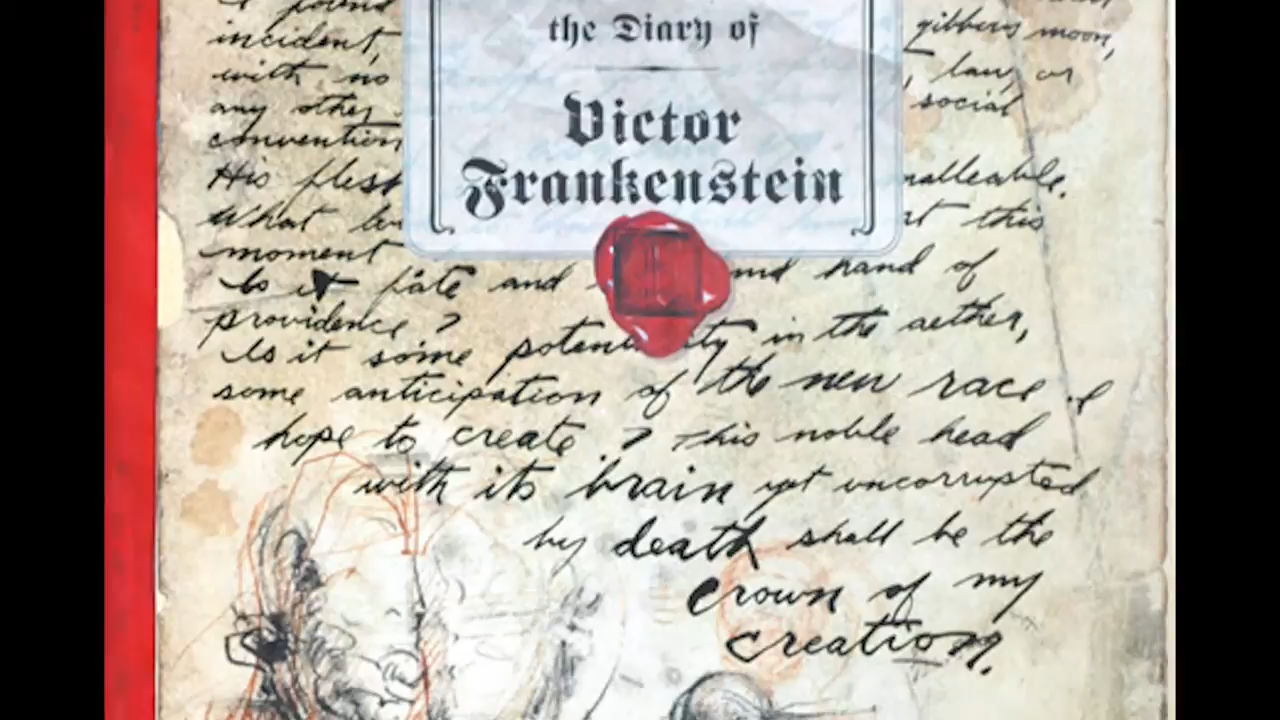 the Diary of
Victor
Frankenstein
I found
incident, gibbous moon,
with no law, or
any other social
convention
His flesh malleable.
What this
moment
Is it fate and hand of
providence?
Is it some in the aether,
some anticipation of the new race I
hope to create? This noble head
with its brain yet uncorrupted
by death shall be the
crown of my
creation.